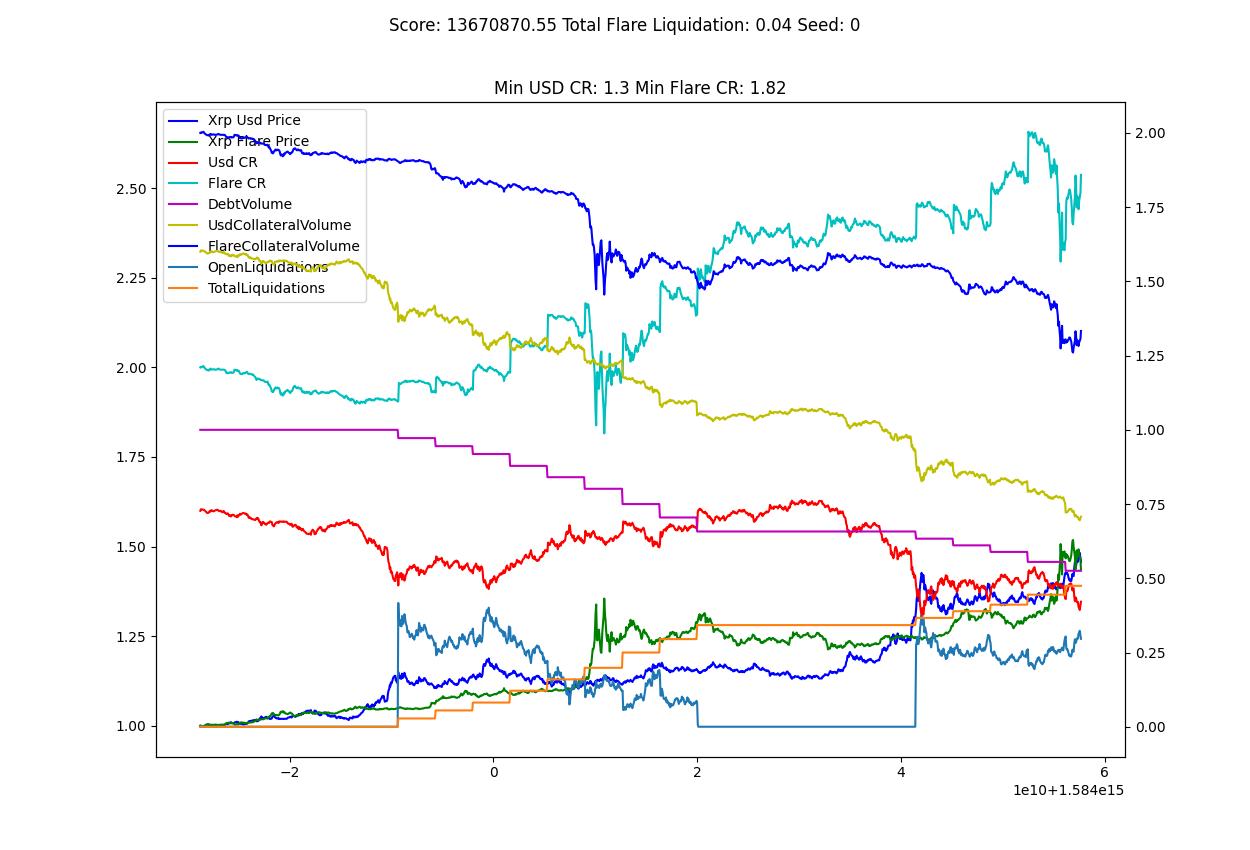 Score: 13670870.55 Total Flare Liquidation: 0.04 Seed: 0
Min USD CR: 1.3 Min Flare CR: 1.82
Xrp Usd Price
Xrp Flare Price
Usd CR
Flare CR
DebtVolume
UsdCollateralVolume
FlareCollateralVolume
OpenLiquidations
TotalLiquidations
2.50
2.25
2.00
1.75
1.50
1.25
1.00
2.00
1.75
1.50
1.25
1.00
0.75
0.50
0.25
0.00
−2
0
2
4
6
1e10+1.584e15